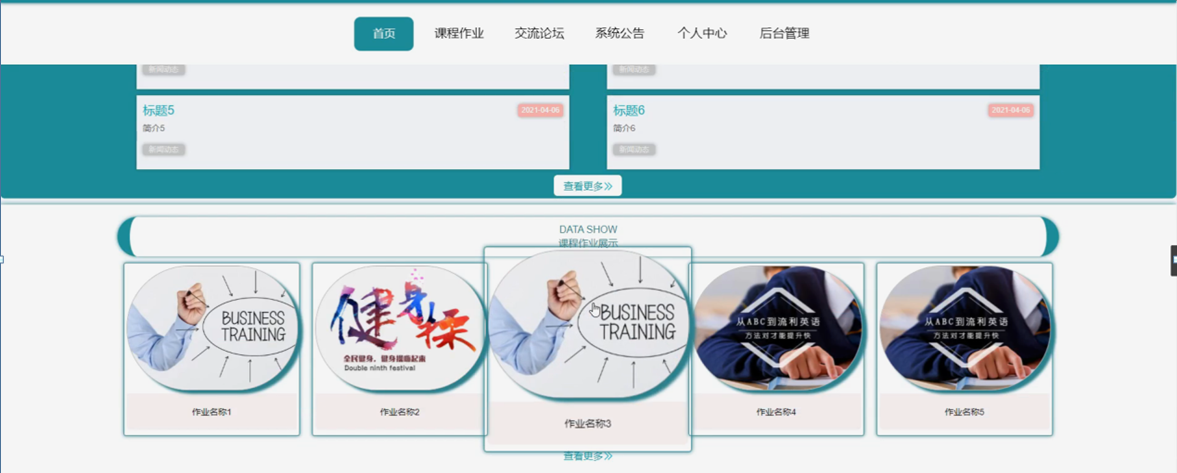 首页 课程作业 交流论坛 系统公告 个人中心 后台管理
新闻动态 新闻动态
标题5 2021-04-06 标题6 2021-04-06
简介5 简介6
新闻动态 新闻动态
查看更多
DATA SHOW
课程作业展示
BUSINESS TRAINING
健身操
全民健身，健身操嗨起来
Double ninth featival
BUSINESS TRAINING
从ABC到流利英语
方法对才能提升快
从ABC到流利英语
方法对才能提升快
作业名称1 作业名称2 作业名称3 作业名称4 作业名称5
查看更多